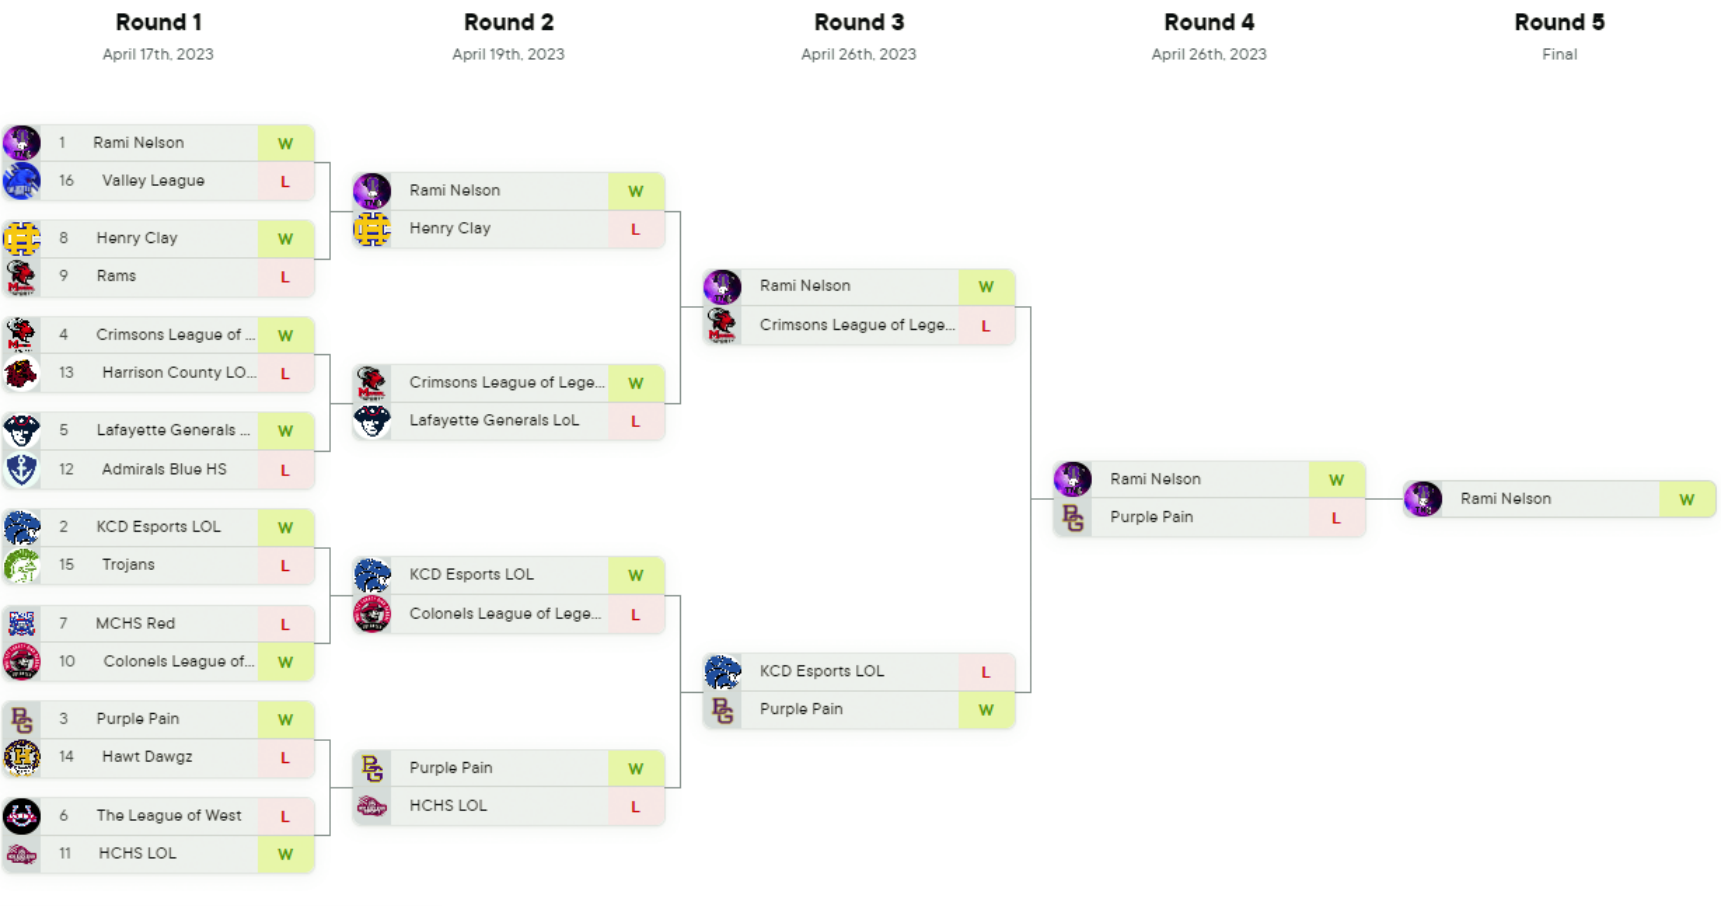 Round 1
April 17th, 2023
Round 2
April 19th, 2023
Round 3
April 26th, 2023
Round 4
April 26th, 2023
Round 5
Final
1 Rami Nelson W
16 Valley League L
8 Henry Clay W
9 Rams L
4 Crimsons League of ... W
13 Harrison County LO... L
5 Lafayette Generals ... W
12 Admirals Blue HS L
2 KCD Esports LOL W
15 Trojans L
7 MCHS Red L
10 Colonels League of... W
3 Purple Pain W
14 Hawt Dawgz L
6 The League of West L
11 HCHS LOL W
Rami Nelson W
Henry Clay L
Crimsons League of Lege... W
Lafayette Generals LoL L
KCD Esports LOL W
Colonels League of Lege... L
Purple Pain W
HCHS LOL L
Rami Nelson W
Crimsons League of Lege... L
KCD Esports LOL L
Purple Pain W
Rami Nelson W
Purple Pain L
Rami Nelson W